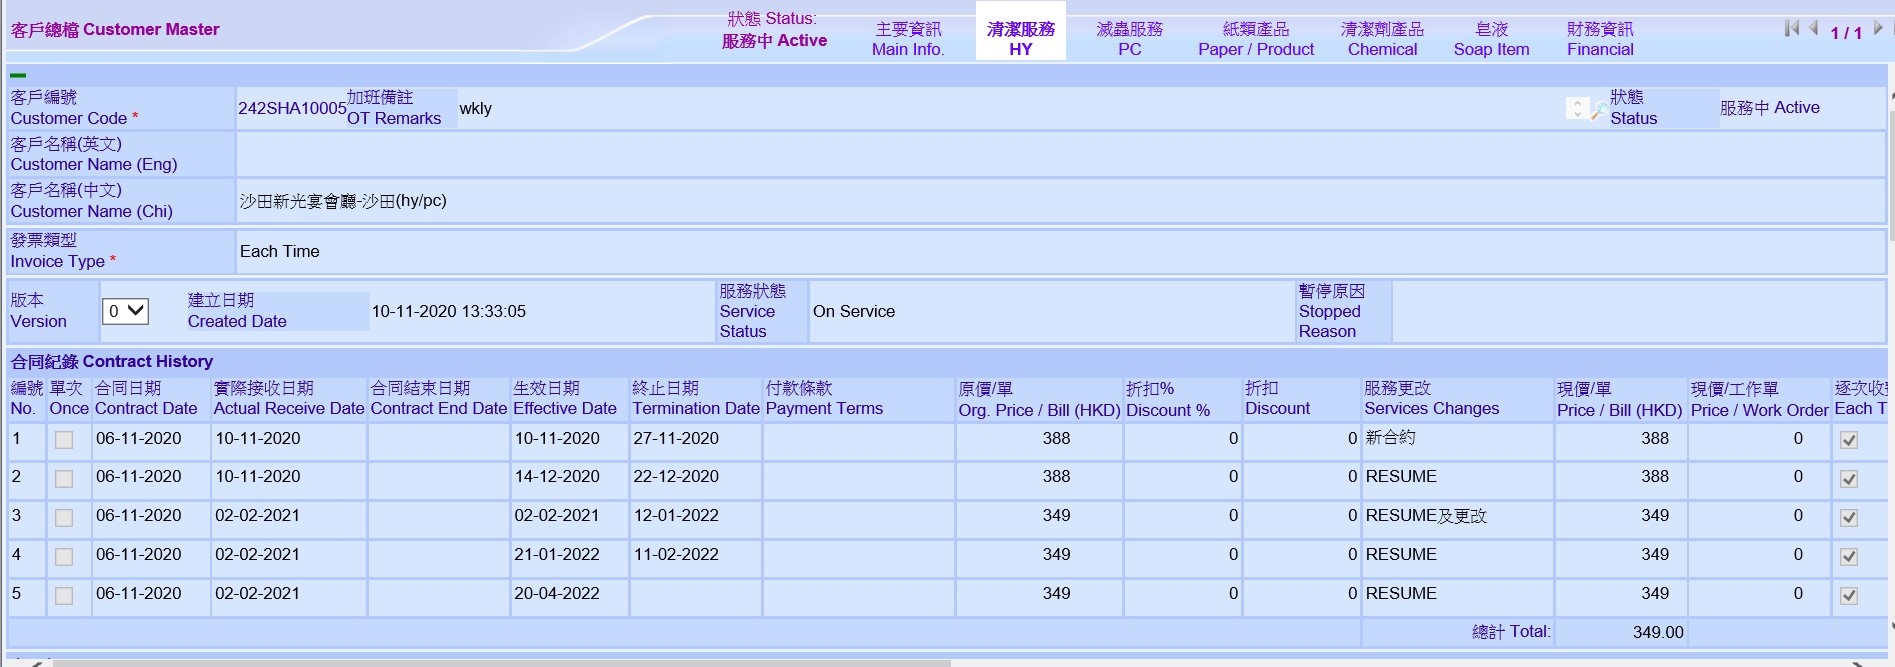 客戶總檔 Customer Master
狀態 Status:
服務中 Active
主要資訊
Main Info.
清潔服務
HY
滅蟲服務
PC
紙類產品
Paper / Product
清潔劑產品
Chemical
皂液
Soap Item
財務資訊
Financial
1 / 1
客戶編號
Customer Code *
242SHA10005
加班備註
OT Remarks
wkly
狀態
Status
服務中 Active
客戶名稱(英文)
Customer Name (Eng)
客戶名稱(中文)
Customer Name (Chi)
沙田新光宴會廳-沙田(hy/pc)
發票類型
Invoice Type *
Each Time
版本
Version
0
建立日期
Created Date
10-11-2020 13:33:05
服務狀態
Service
Status
On Service
暫停原因
Stopped
Reason
合同紀錄 Contract History
編號 單次 合同日期 實際接收日期 合同結束日期 生效日期 終止日期 付款條款 原價/單 折扣% 折扣 服務更改 現價/單 現價/工作單 逐次收
No. Once Contract Date Actual Receive Date Contract End Date Effective Date Termination Date Payment Terms Org. Price / Bill (HKD) Discount % Discount Services Changes Price / Bill (HKD) Price / Work Order Each T
1 06-11-2020 10-11-2020 10-11-2020 27-11-2020 388 0 0 新合約 388 0
2 06-11-2020 10-11-2020 14-12-2020 22-12-2020 388 0 0 RESUME 388 0
3 06-11-2020 02-02-2021 02-02-2021 12-01-2022 349 0 0 RESUME及更改 349 0
4 06-11-2020 02-02-2021 21-01-2022 11-02-2022 349 0 0 RESUME 349 0
5 06-11-2020 02-02-2021 20-04-2022 349 0 0 RESUME 349 0
總計 Total: 349.00